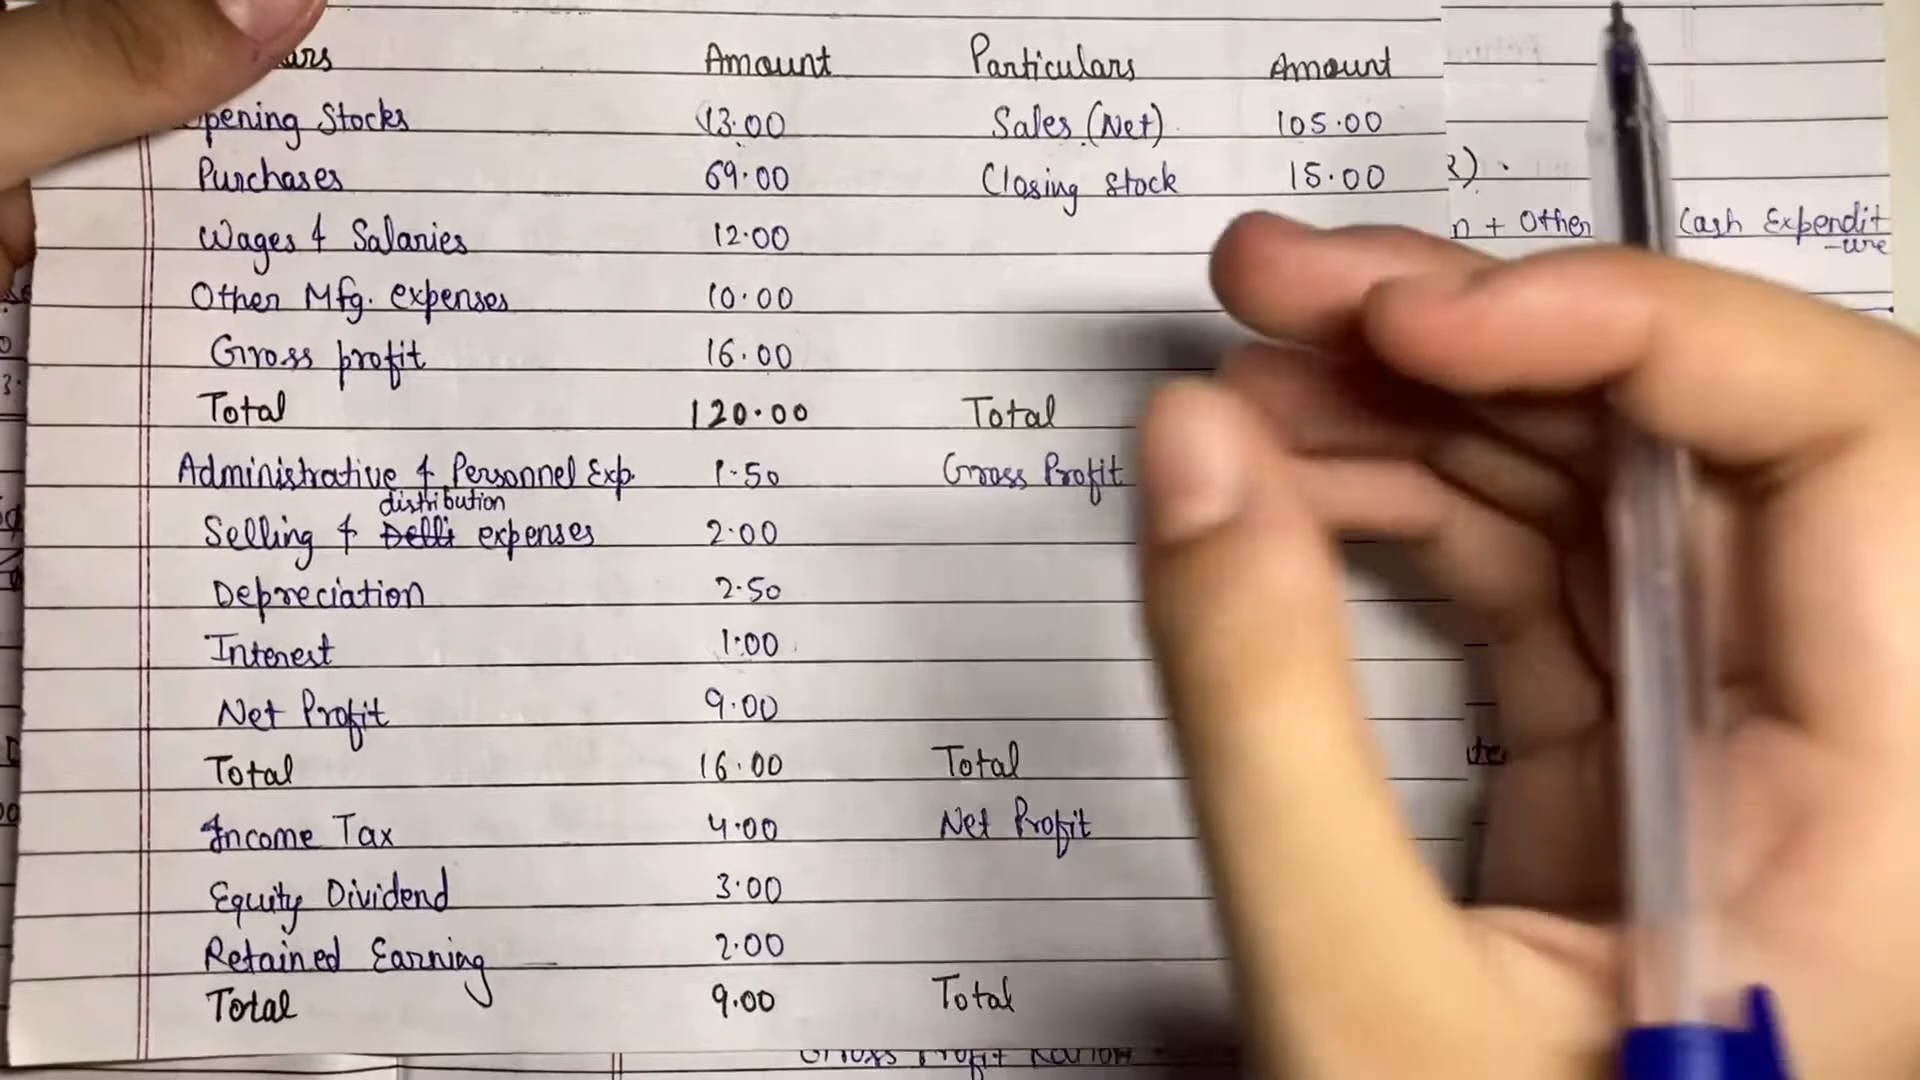 Amount Particulars Amount
Stocks 13.00 Sales (Net) 105.00
Purchases 69.00 Closing stock 15.00
Wages & Salaries 12.00
+ Other Cash Expendit
-ure
Other Mfg. expenses 10.00
Gross profit 16.00
Total 120.00 Total
Administrative & Personnel Exp. 1.50 Gross Profit
distribution
Selling & expenses 2.00
Depreciation 2.50
Interest 1.00
Net Profit 9.00
Total 16.00 Total
Income Tax 4.00 Net Profit
Equity Dividend 3.00
Retained Earning 2.00
Total 9.00 Total